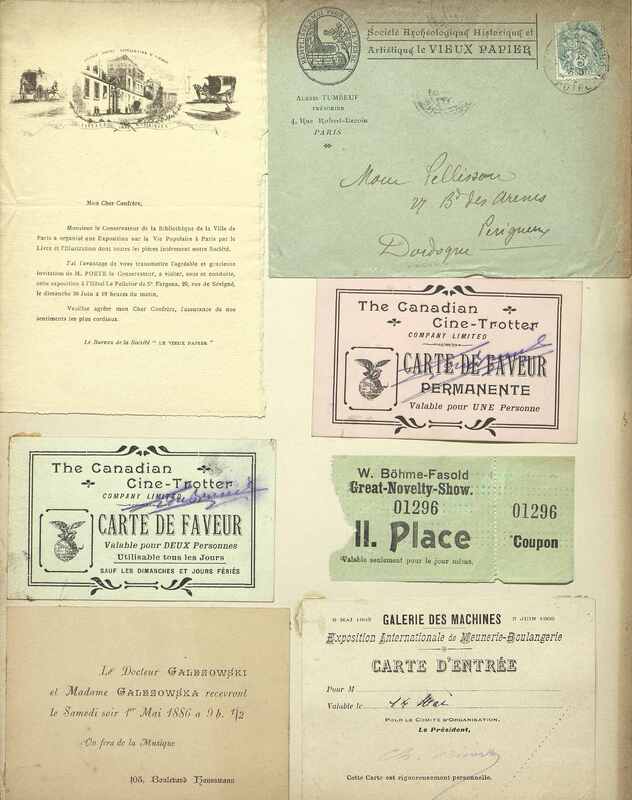 Mon Cher Confrère,
Monsieur le Conservateur de la Bibliothèque de la Ville de
Paris a organisé une Exposition sur la Vie Populaire à Paris par le
Livre et l'Illustration dont toutes les pièces intéressent notre Société.
J'ai l'avantage de vous transmettre l'agréable et gracieuse
invitation de M. POETE le Conservateur, à visiter, sous sa conduite,
cette exposition à l'Hôtel Le Pelletier de St Fargeau, 29, rue de Sévigné,
le dimanche 30 Juin à 10 heures du matin.
Veuillez agréer mon Cher Confrère, l'assurance de nos
sentiments les plus cordiaux.
Le Bureau de la Société " LE VIEUX PAPIER "
Société Archéologique Historique et
Artistique le VIEUX PAPIER
TRÉSORIER
4, Rue Robert-Estienne
PARIS
Mour Pellisson
27 Bd des Arènes
Périgueux
Dordogne
The Canadian
Cine-Trotter
COMPANY LIMITED
CARTE DE FAVEUR
PERMANENTE
Valable pour UNE Personne
The Canadian
Cine-Trotter
COMPANY LIMITED
CARTE DE FAVEUR
Valable pour DEUX Personnes
Utilisable tous les Jours
SAUF LES DIMANCHES ET JOURS FÉRIÉS
W. Böhme-Fasold
Great-Novelty-Show.
01296
II. Place
Valable seulement pour le jour même.
01296
Coupon
Le Docteur GALEZOWSKI
et Madame GALEZOWSKA recevront
le Samedi soir 1er Mai 1886 à 9 h. 1/2
On fera de la Musique
103, Boulevard Haussmann
MAI GALERIE DES MACHINES JUIN
Exposition Internationale de Meunerie-Boulangerie
CARTE D'ENTRÉE
Pour M
Valable le 14 Mai
POUR LE COMITÉ D'ORGANISATION,
Le Président,
Cette Carte est rigoureusement personnelle.